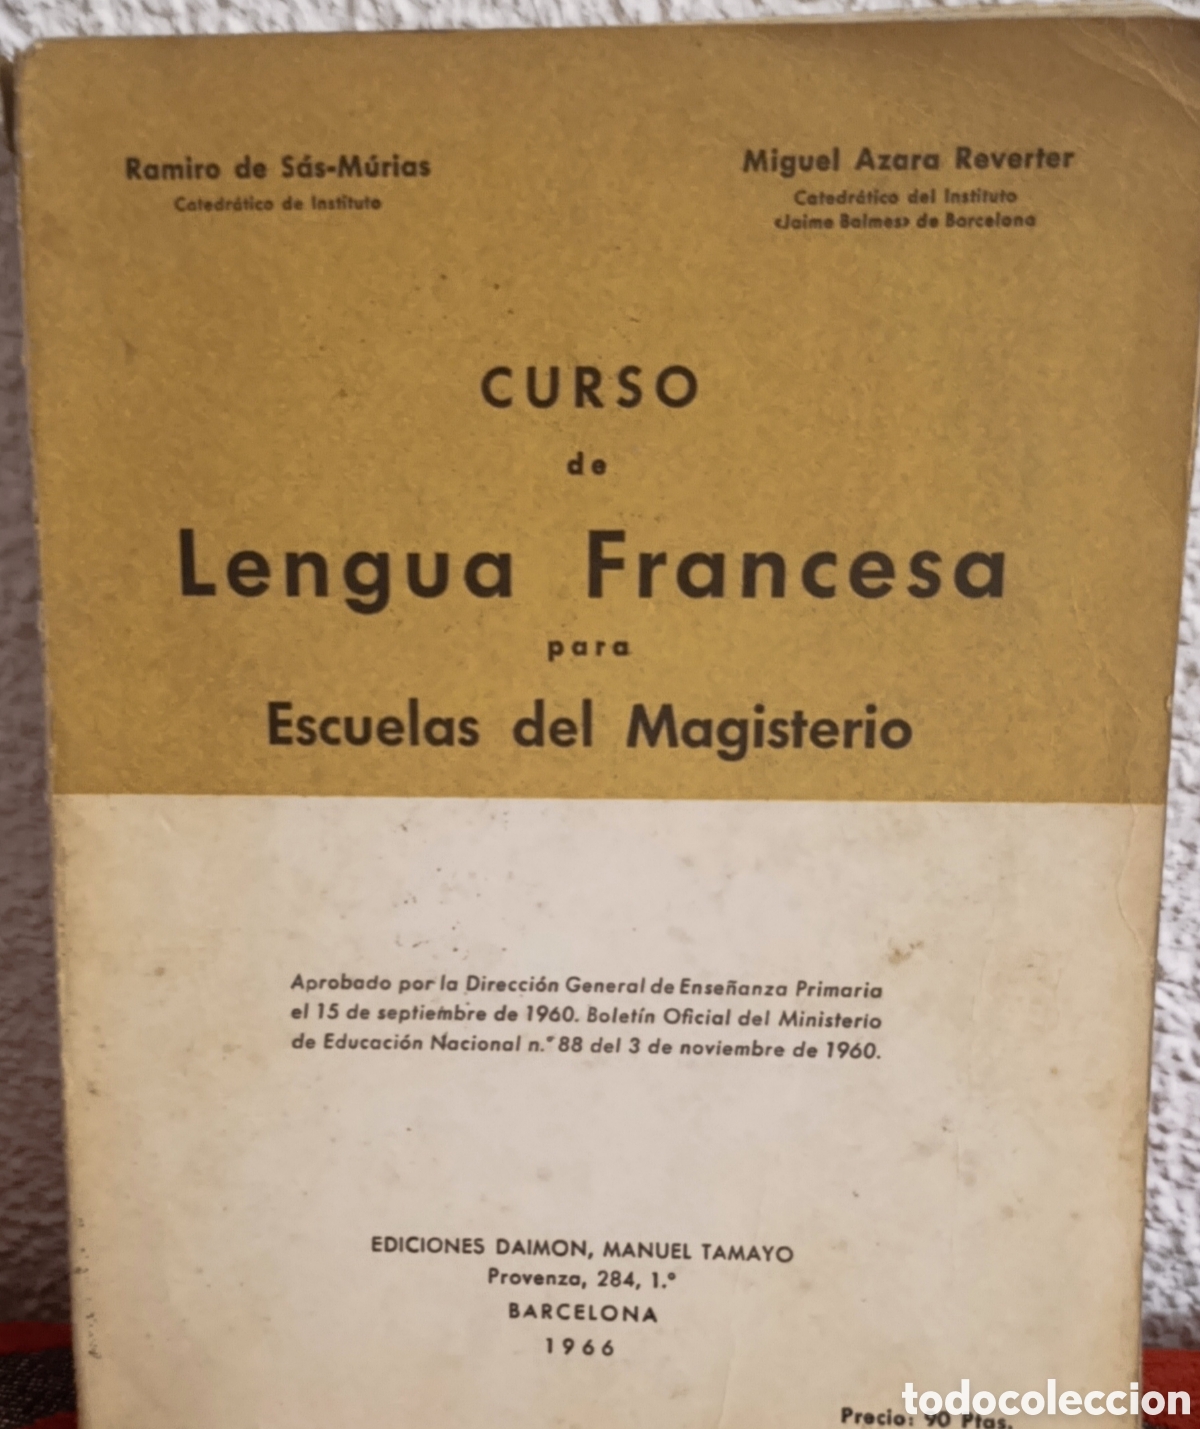 Ramiro de Sás-Múrias
Catedrático de Instituto
Miguel Azara Reverter
Catedrático del Instituto
«Jaime Balmes» de Barcelona
CURSO
de
Lengua Francesa
para
Escuelas del Magisterio
Aprobado por la Dirección General de Enseñanza Primaria
el 15 de septiembre de 1960. Boletín Oficial del Ministerio
de Educación Nacional n.º 88 del 3 de noviembre de 1960.
EDICIONES DAIMON, MANUEL TAMAYO
Provenza, 284, 1.º
BARCELONA
1966
Precio: 90 Ptas.
todocoleccion